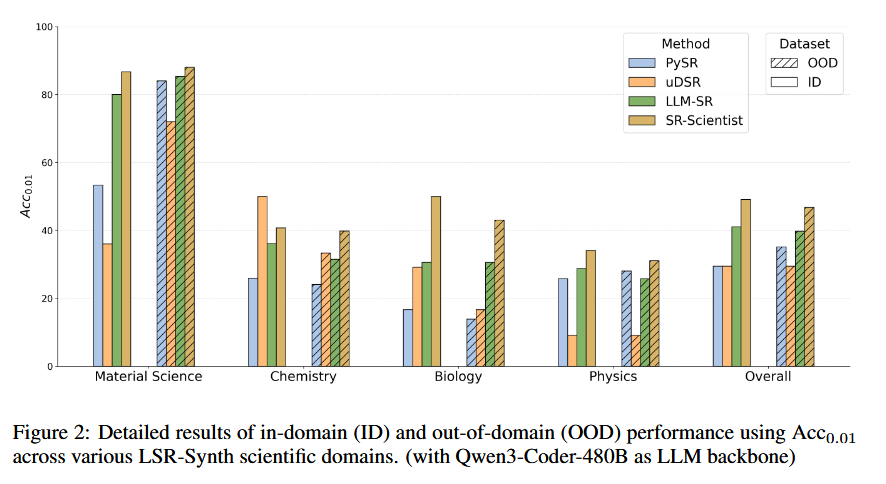 100
80
60
40
20
0
Acc0.01
Method
PySR
uDSR
LLM-SR
SR-Scientist
Dataset
OOD
ID
Material Science
Chemistry
Biology
Physics
Overall
Figure 2: Detailed results of in-domain (ID) and out-of-domain (OOD) performance using Acc0.01
across various LSR-Synth scientific domains. (with Qwen3-Coder-480B as LLM backbone)